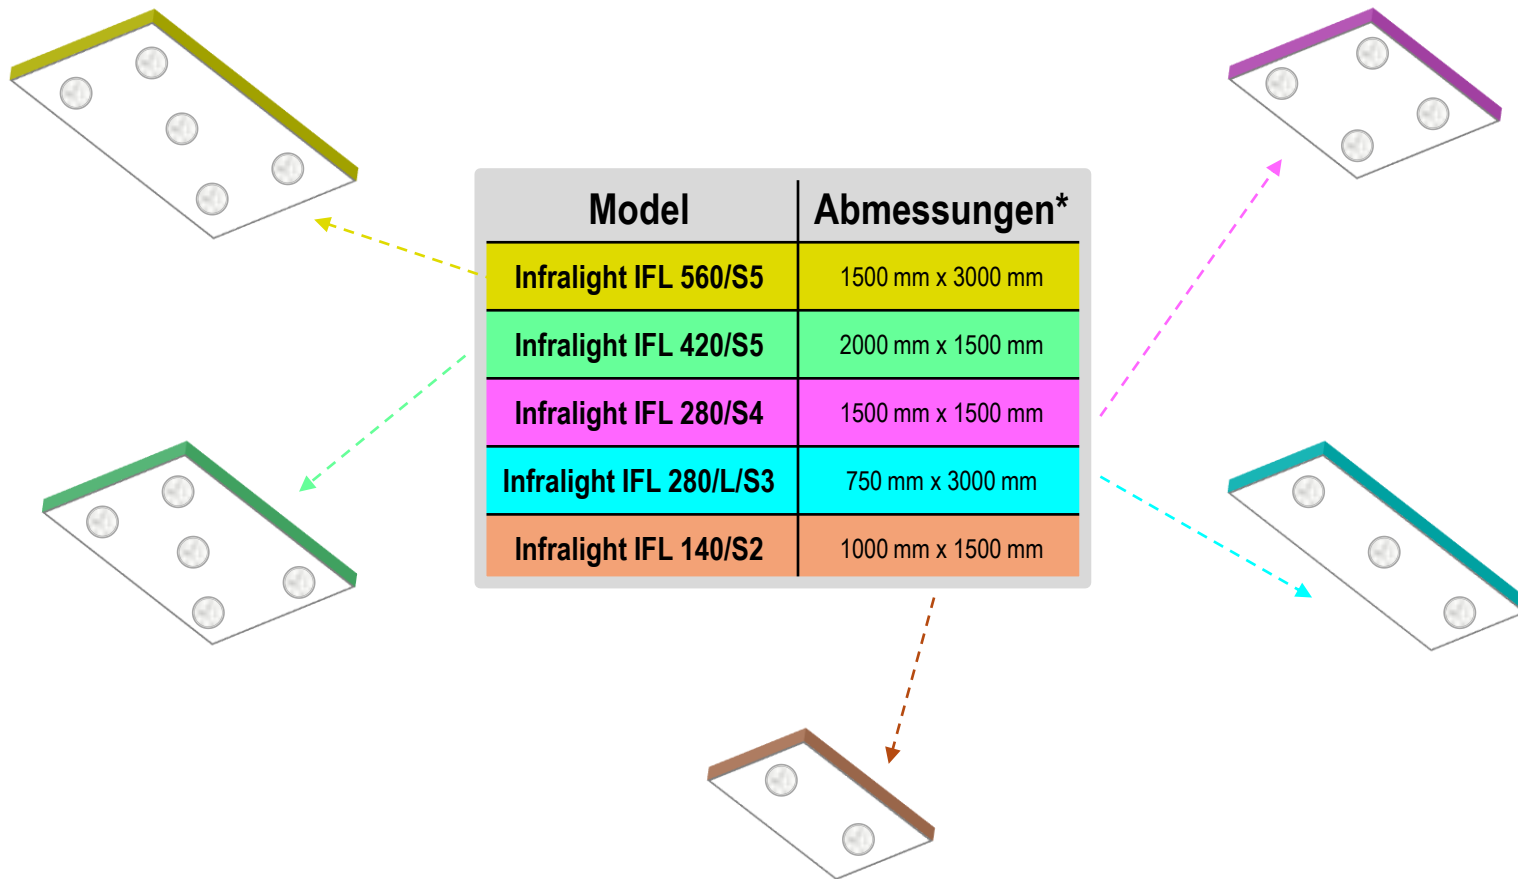 Model Abmessungen*
Infralight IFL 560/S5 1500 mm x 3000 mm
Infralight IFL 420/S5 2000 mm x 1500 mm
Infralight IFL 280/S4 1500 mm x 1500 mm
Infralight IFL 280/L/S3 750 mm x 3000 mm
Infralight IFL 140/S2 1000 mm x 1500 mm